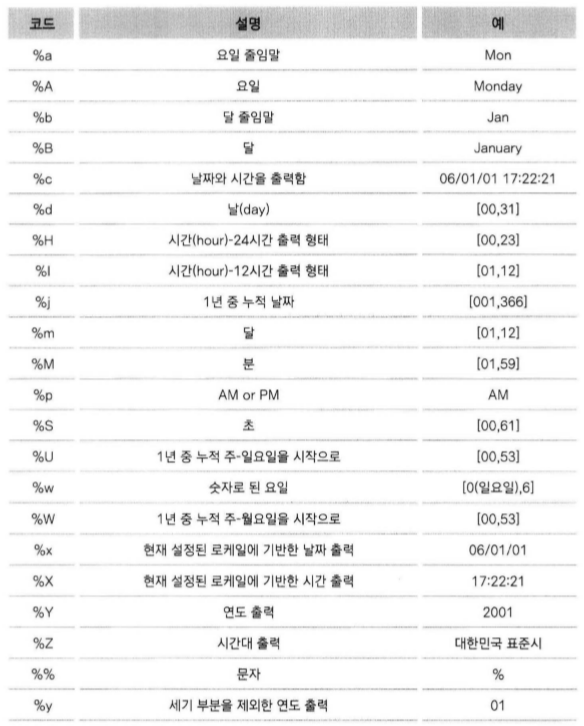 코드 설명 예
%a 요일 줄임말 Mon
%A 요일 Monday
%b 달 줄임말 Jan
%B 달 January
%c 날짜와 시간을 출력함 06/01/01 17:22:21
%d 날(day) [00,31]
%H 시간(hour)-24시간 출력 형태 [00,23]
%I 시간(hour)-12시간 출력 형태 [01,12]
%j 1년 중 누적 날짜 [001,366]
%m 달 [01,12]
%M 분 [01,59]
%p AM or PM AM
%S 초 [00,61]
%U 1년 중 누적 주-일요일을 시작으로 [00,53]
%w 숫자로 된 요일 [0(일요일),6]
%W 1년 중 누적 주-월요일을 시작으로 [00,53]
%x 현재 설정된 로케일에 기반한 날짜 출력 06/01/01
%X 현재 설정된 로케일에 기반한 시간 출력 17:22:21
%Y 연도 출력 2001
%Z 시간대 출력 대한민국 표준시
%% 문자 %
%y 세기 부분을 제외한 연도 출력 01